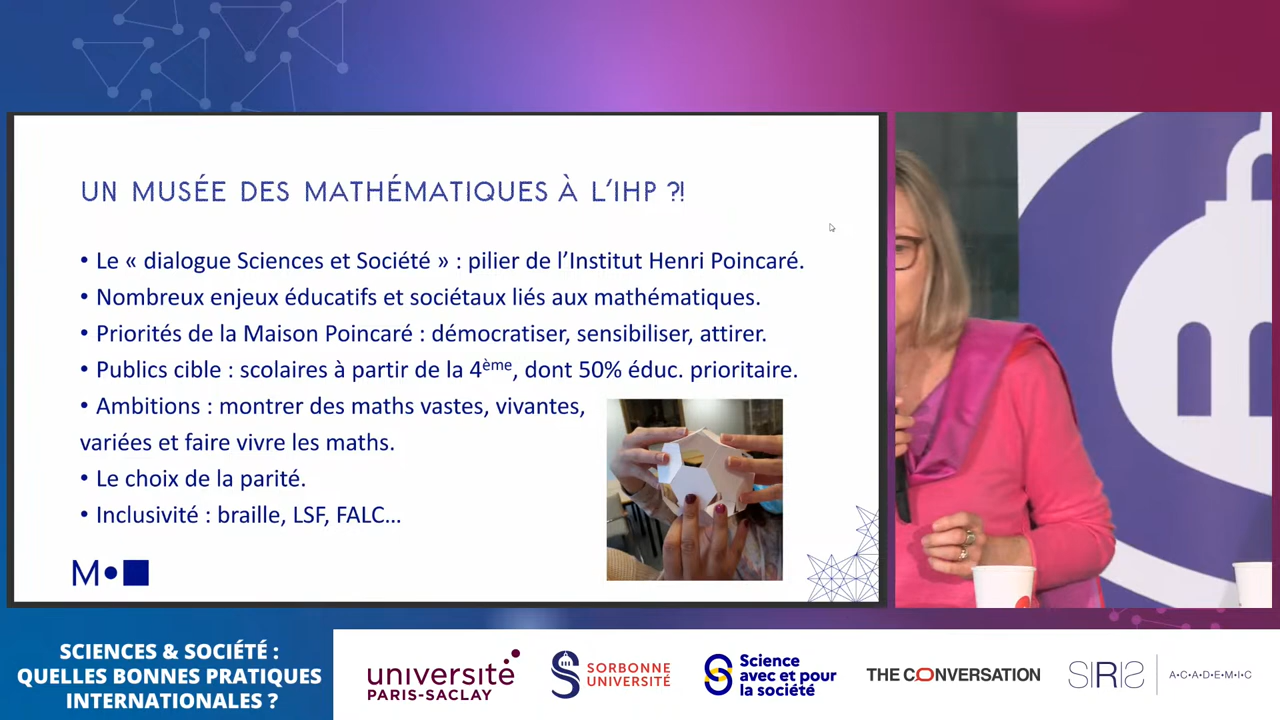 UN MUSÉE DES MATHÉMATIQUES À L'IHP ?!
• Le « dialogue Sciences et Société » : pilier de l'Institut Henri Poincaré.
• Nombreux enjeux éducatifs et sociétaux liés aux mathématiques.
• Priorités de la Maison Poincaré : démocratiser, sensibiliser, attirer.
• Publics cible : scolaires à partir de la 4ème, dont 50% éduc. prioritaire.
• Ambitions : montrer des maths vastes, vivantes,
variées et faire vivre les maths.
• Le choix de la parité.
• Inclusivité : braille, LSF, FALC...
M
SCIENCES & SOCIÉTÉ :
QUELLES BONNES PRATIQUES
INTERNATIONALES ?
université
PARIS-SACLAY
SORBONNE
UNIVERSITÉ
Science
avec et pour
la société
THE CONVERSATION
SIRIS
A•C•A•D•E•M•I•C